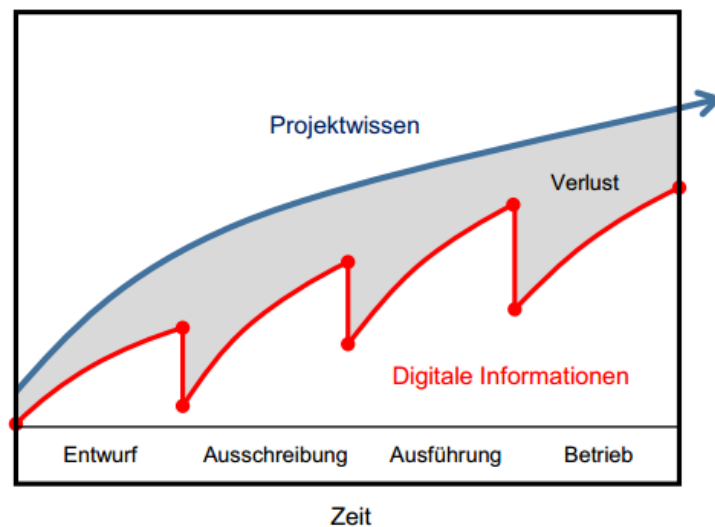 Projektwissen
Verlust
Digitale Informationen
Entwurf Ausschreibung Ausführung Betrieb
Zeit